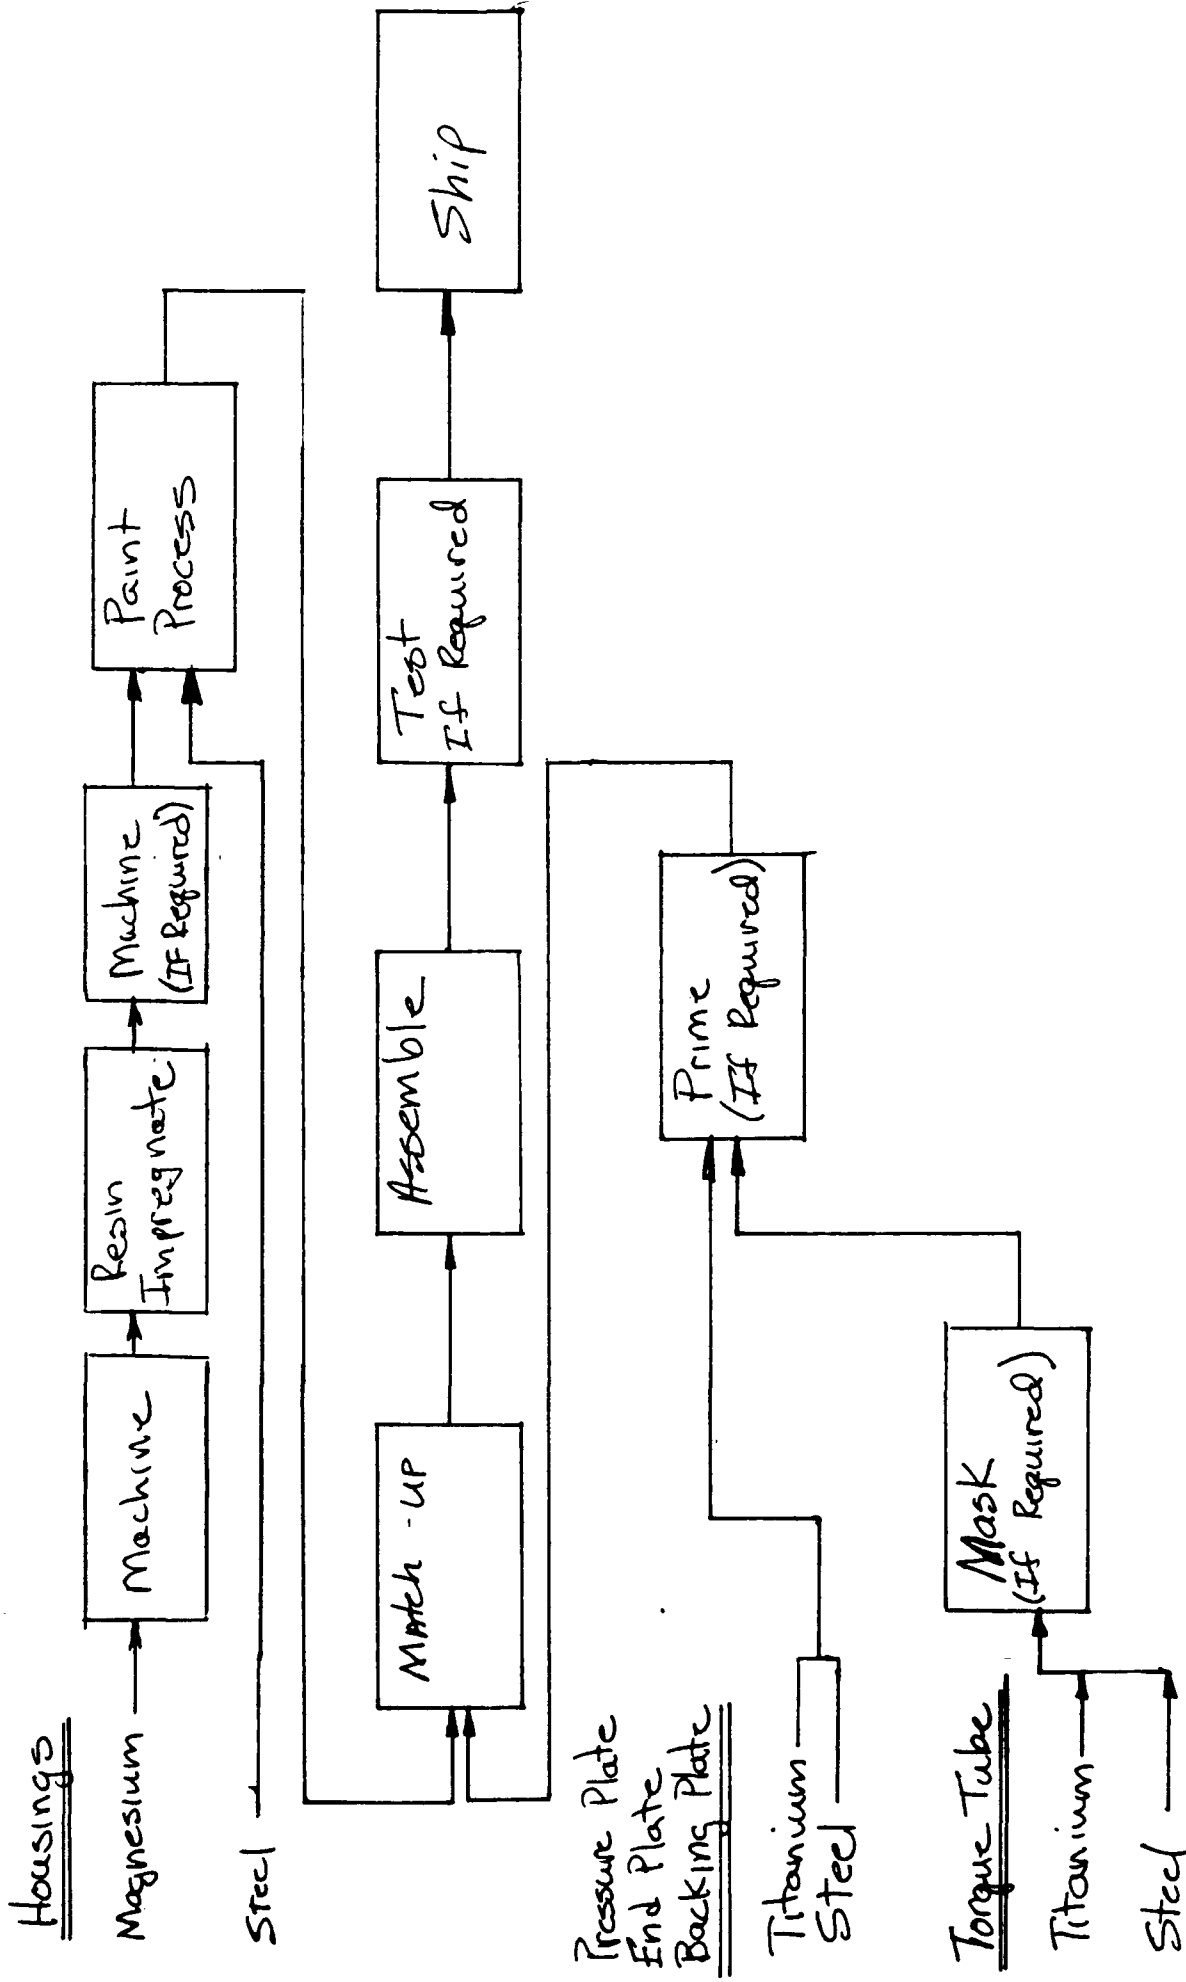 Housings
Magnesium
Machine
Resin
Impregnate
Machine
(IF Required)
Paint
Process
Steel
Match-up
Assemble
Test
If Required
Ship
Pressure Plate
End Plate
Backing Plate
Titanium
Steel
Prime
(If Required)
Torque Tube
Titanium
Steel
Mask
(If Required)